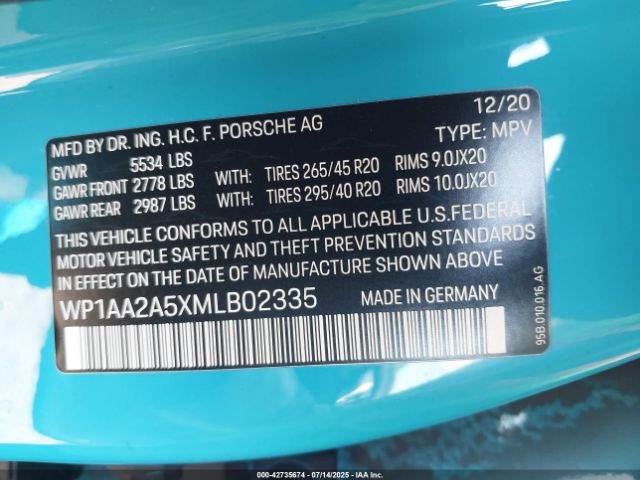 12/20
MFD BY DR. ING. H.C. F. PORSCHE AG
TYPE: MPV
GVWR 5534 LBS
GAWR FRONT 2778 LBS WITH: TIRES 265/45 R20 RIMS 9.0JX20
GAWR REAR 2987 LBS WITH: TIRES 295/40 R20 RIMS 10.0JX20
THIS VEHICLE CONFORMS TO ALL APPLICABLE U.S.FEDERAL
MOTOR VEHICLE SAFETY AND THEFT PREVENTION STANDARDS
IN EFFECT ON THE DATE OF MANUFACTURE SHOWN ABOVE
WP1AA2A5XMLB02335 MADE IN GERMANY
95B.010.016.AG
000 - 42735674 - 07/14/2025 - IAA Inc.